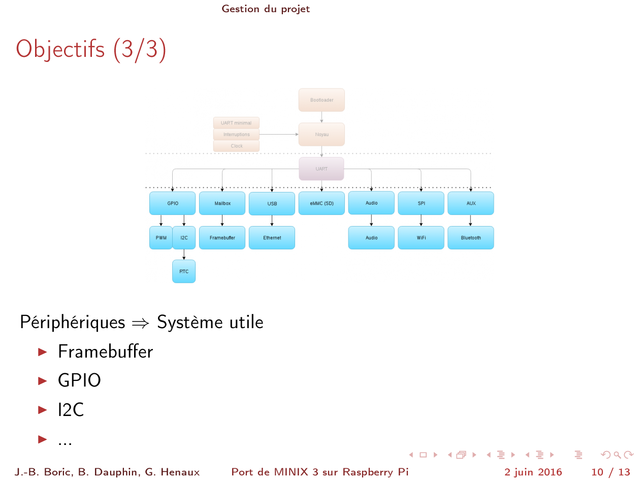 Gestion du projet
Objectifs (3/3)
Bootloader
UART minimal
Interruptions
Clock
Noyau
UART
GPIO
Mailbox
USB
eMMC (SD)
Audio
SPI
AUX
PWM
I2C
Framebuffer
Ethernet
Audio
WiFi
Bluetooth
RTC
Périphériques ⇒ Système utile
Framebuffer
GPIO
I2C
...
J.-B. Boric, B. Dauphin, G. Henaux Port de MINIX 3 sur Raspberry Pi 2 juin 2016 10 / 13